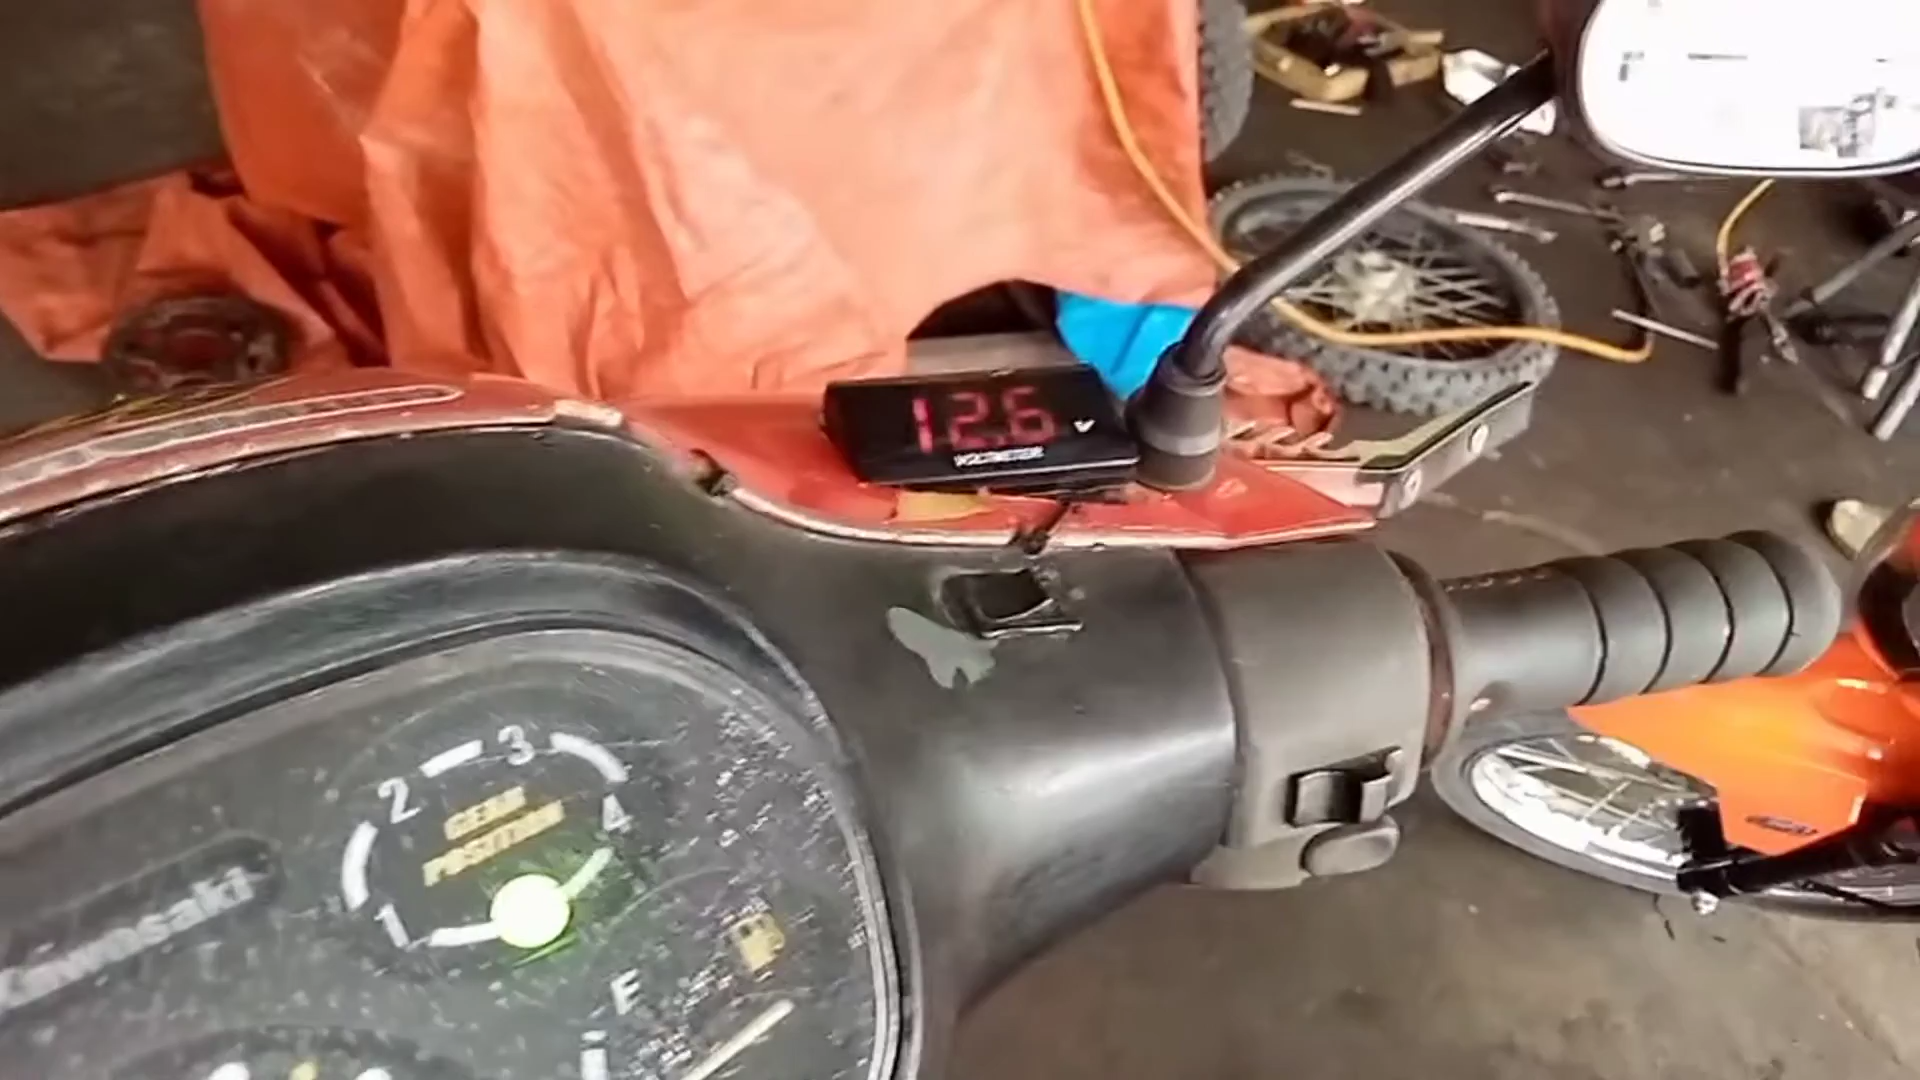 12.6 V
VOLTMETER
3
2
GEAR
POSITION
4
1
Kawasaki
F